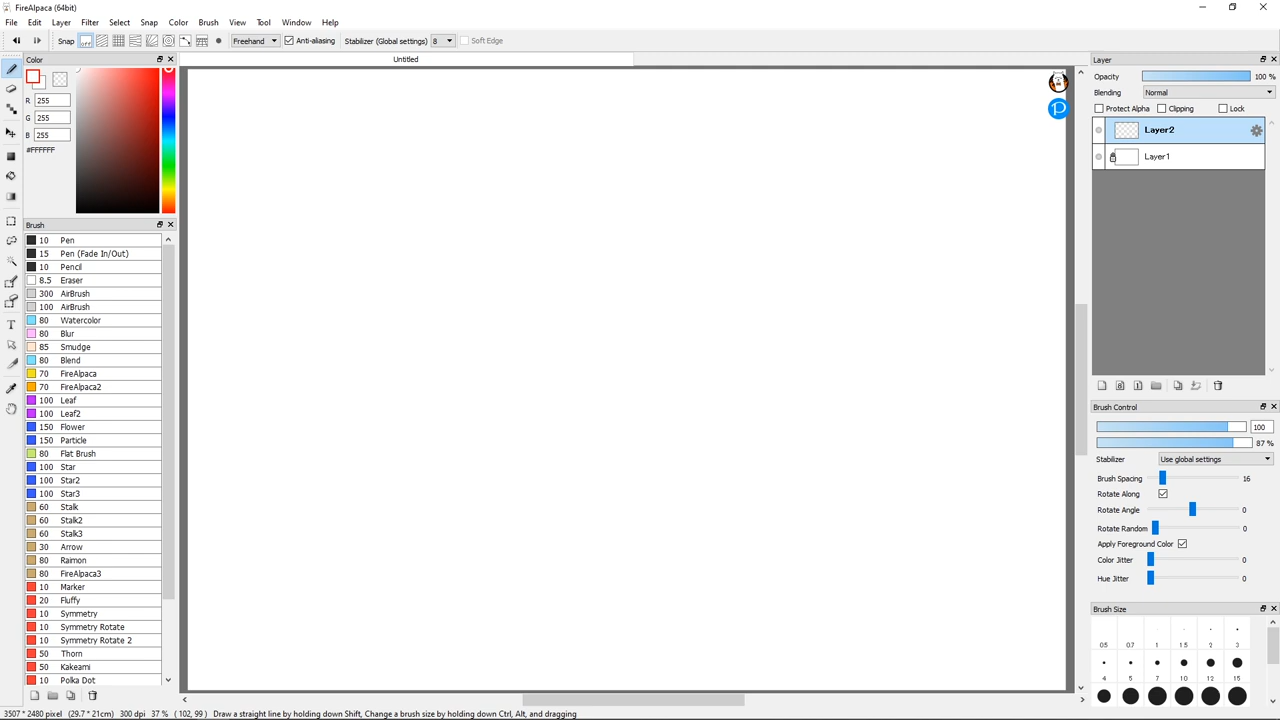 FireAlpaca (64bit)
File Edit Layer Filter Select Snap Color Brush View Tool Window Help
Snap OFF Freehand Anti-aliasing Stabilizer (Global settings) 8 Soft Edge
Color
Untitled
Layer
R 255
G 255
B 255
#FFFFFF
Opacity 100 %
Blending Normal
Protect Alpha Clipping Lock
Layer2
Layer1
Brush
10 Pen
15 Pen (Fade In/Out)
10 Pencil
8.5 Eraser
300 AirBrush
100 AirBrush
80 Watercolor
80 Blur
85 Smudge
80 Blend
70 FireAlpaca
70 FireAlpaca2
100 Leaf
100 Leaf2
150 Flower
150 Particle
80 Flat Brush
100 Star
100 Star2
100 Star3
60 Stalk
60 Stalk2
60 Stalk3
30 Arrow
80 Raimon
80 FireAlpaca3
10 Marker
20 Fluffy
10 Symmetry
10 Symmetry Rotate
10 Symmetry Rotate 2
50 Thorn
50 Kakeami
10 Polka Dot
Brush Control
100
87 %
Stabilizer Use global settings
Brush Spacing 16
Rotate Along
Rotate Angle 0
Rotate Random 0
Apply Foreground Color
Color Jitter 0
Hue Jitter 0
Brush Size
0.5 0.7 1 1.5 2 3
4 5 7 10 12 15
3507 * 2480 pixel (29.7 * 21cm) 300 dpi 37 % ( 102, 99 ) Draw a straight line by holding down Shift, Change a brush size by holding down Ctrl, Alt, and dragging